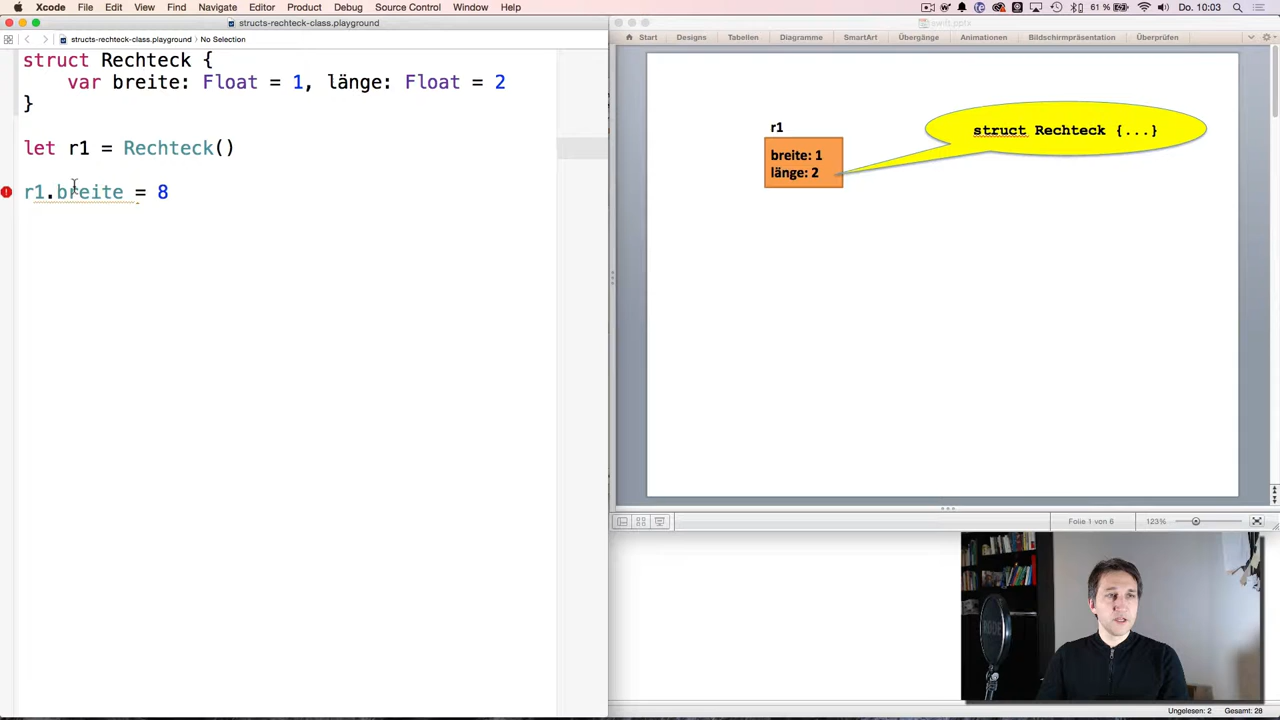 Xcode File Edit View Find Navigate Editor Product Debug Source Control Window Help
61 % Do. 10:03
structs-rechteck-class.playground
swift.pptx
structs-rechteck-class.playground No Selection
Start Designs Tabellen Diagramme SmartArt Übergänge Animationen Bildschirmpräsentation Überprüfen
struct Rechteck {
var breite: Float = 1, länge: Float = 2
}
let r1 = Rechteck()
r1.breite = 8
r1
breite: 1
länge: 2
struct Rechteck {...}
Folie 1 von 6 123%
RODE
Ungelesen: 2 Gesamt: 28